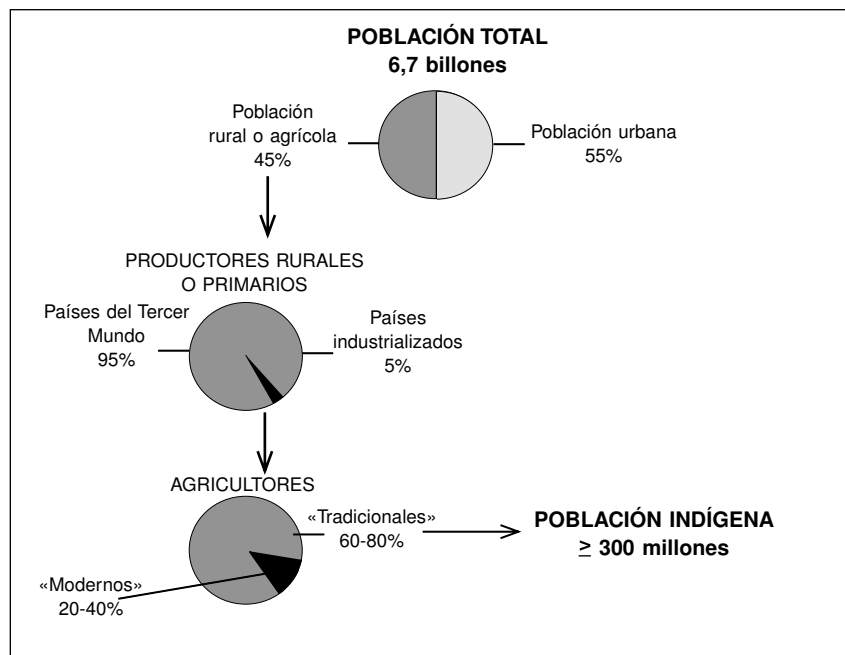 POBLACIÓN TOTAL
6,7 billones
Población
rural o agrícola
45%
Población urbana
55%
PRODUCTORES RURALES
O PRIMARIOS
Países del Tercer
Mundo
95%
Países
industrializados
5%
AGRICULTORES
«Tradicionales»
60-80%
POBLACIÓN INDÍGENA
≥ 300 millones
«Modernos»
20-40%